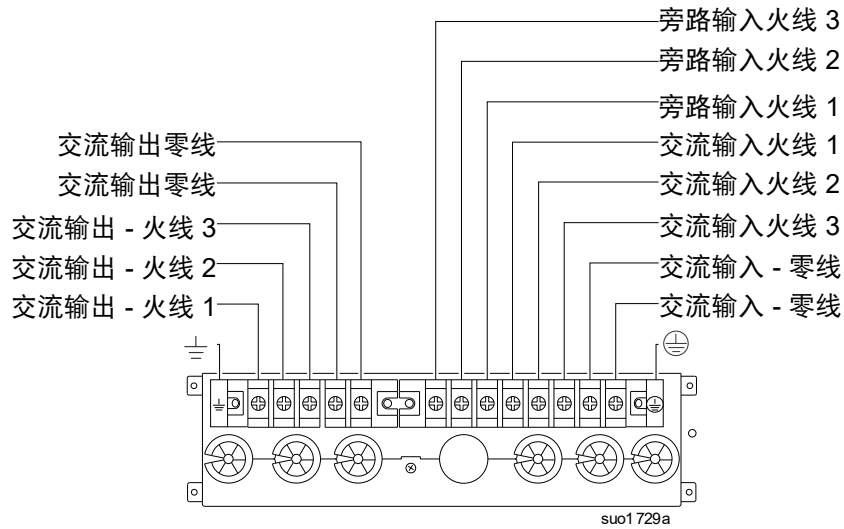 旁路输入火线 3
旁路输入火线 2
旁路输入火线 1
交流输出零线
交流输入火线 1
交流输出零线
交流输入火线 2
交流输出 - 火线 3
交流输入火线 3
交流输出 - 火线 2
交流输入 - 零线
交流输出 - 火线 1
交流输入 - 零线
suo1729a